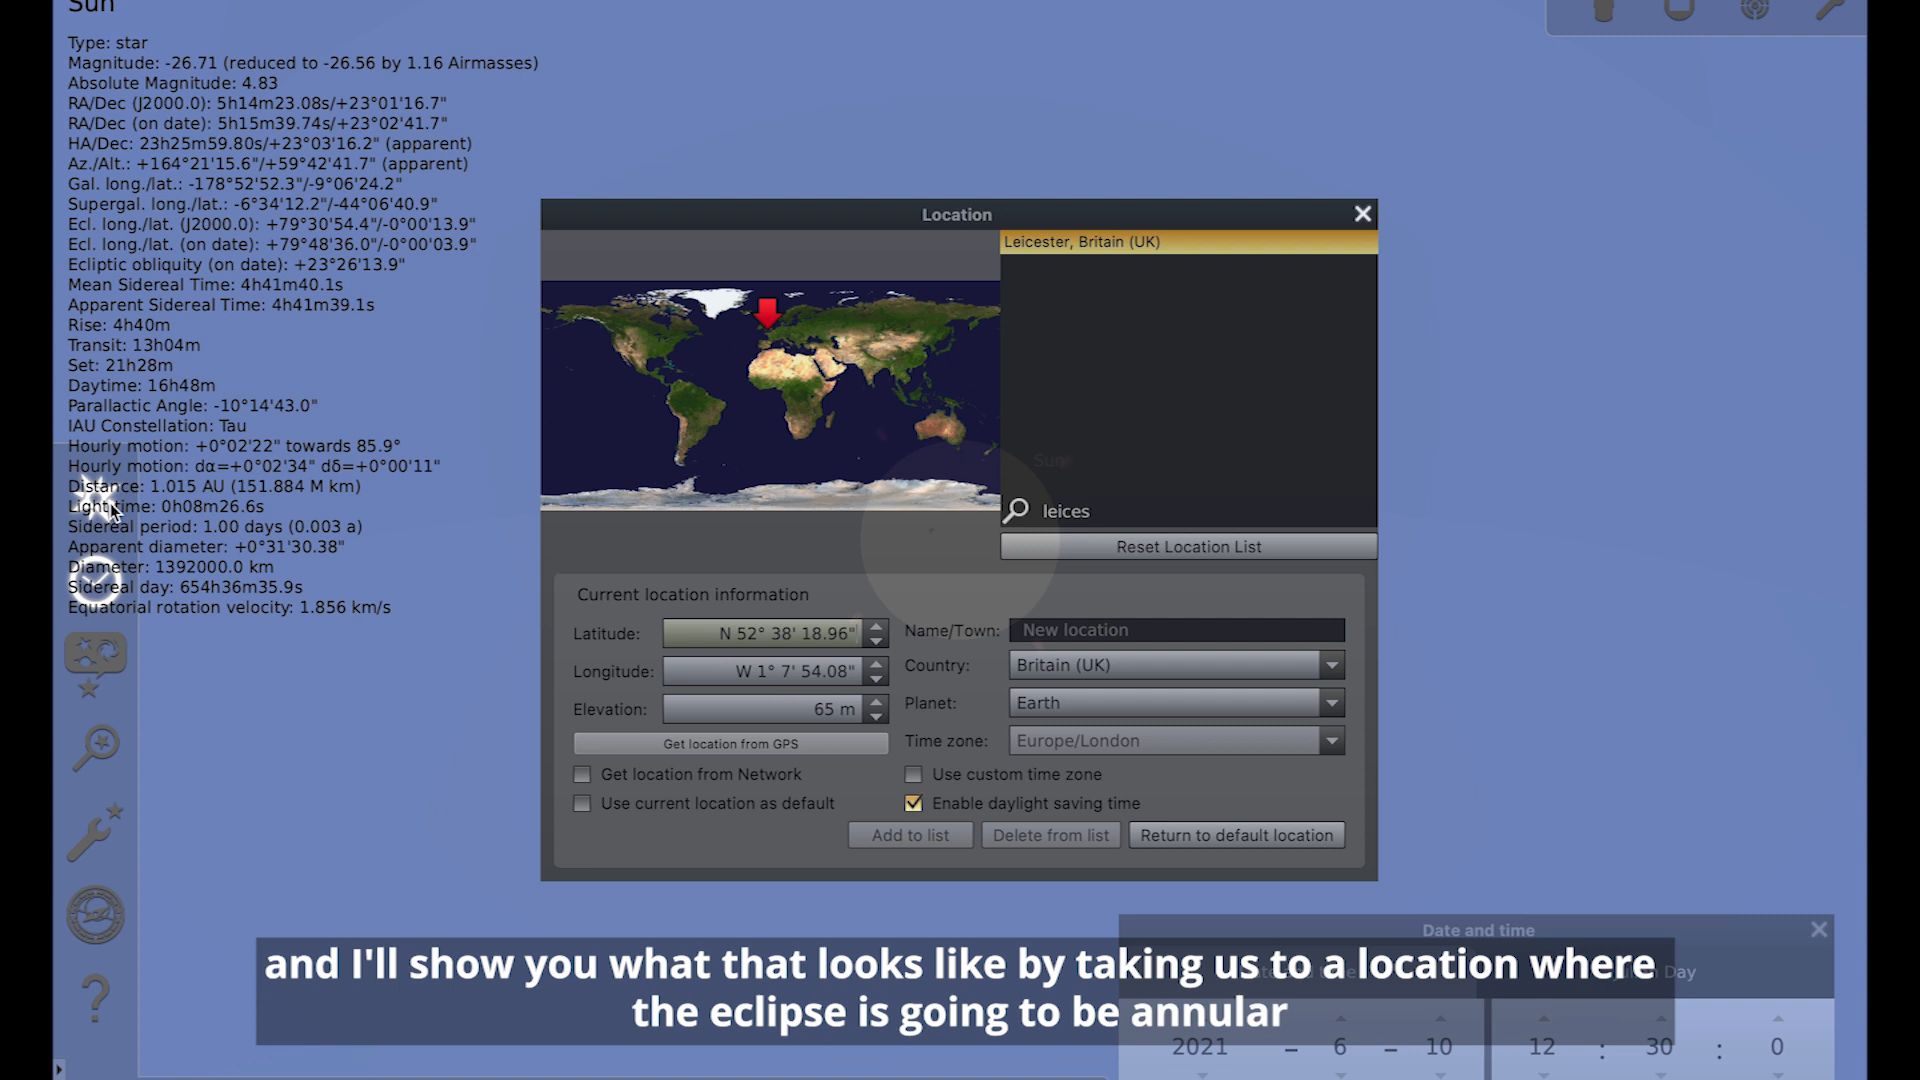 Sun
Type: star
Magnitude: -26.71 (reduced to -26.56 by 1.16 Airmasses)
Absolute Magnitude: 4.83
RA/Dec (J2000.0): 5h14m23.08s/+23°01'16.7"
RA/Dec (on date): 5h15m39.74s/+23°02'41.7"
HA/Dec: 23h25m59.80s/+23°03'16.2" (apparent)
Az./Alt.: +164°21'15.6"/+59°42'41.7" (apparent)
Gal. long./lat.: -178°52'52.3"/-9°06'24.2"
Supergal. long./lat.: -6°34'12.2"/-44°06'40.9"
Ecl. long./lat. (J2000.0): +79°30'54.4"/-0°00'13.9"
Ecl. long./lat. (on date): +79°48'36.0"/-0°00'03.9"
Ecliptic obliquity (on date): +23°26'13.9"
Mean Sidereal Time: 4h41m40.1s
Apparent Sidereal Time: 4h41m39.1s
Rise: 4h40m
Transit: 13h04m
Set: 21h28m
Daytime: 16h48m
Parallactic Angle: -10°14'43.0"
IAU Constellation: Tau
Hourly motion: +0°02'22" towards 85.9°
Hourly motion: dα=+0°02'34" dδ=+0°00'11"
Distance: 1.015 AU (151.884 M km)
Light time: 0h08m26.6s
Sidereal period: 1.00 days (0.003 a)
Apparent diameter: +0°31'30.38"
Diameter: 1392000.0 km
Sidereal day: 654h36m35.9s
Equatorial rotation velocity: 1.856 km/s
Location
Leicester, Britain (UK)
Sun
leices
Reset Location List
Current location information
Latitude: N 52° 38' 18.96"
Name/Town: New location
Longitude: W 1° 7' 54.08"
Country: Britain (UK)
Elevation: 65 m
Planet: Earth
Get location from GPS
Time zone: Europe/London
Get location from Network
Use custom time zone
Use current location as default
Enable daylight saving time
Add to list
Delete from list
Return to default location
Date and time
Day
and I'll show you what that looks like by taking us to a location where
the eclipse is going to be annular
2021 – 6 – 10 12 : 30 : 0